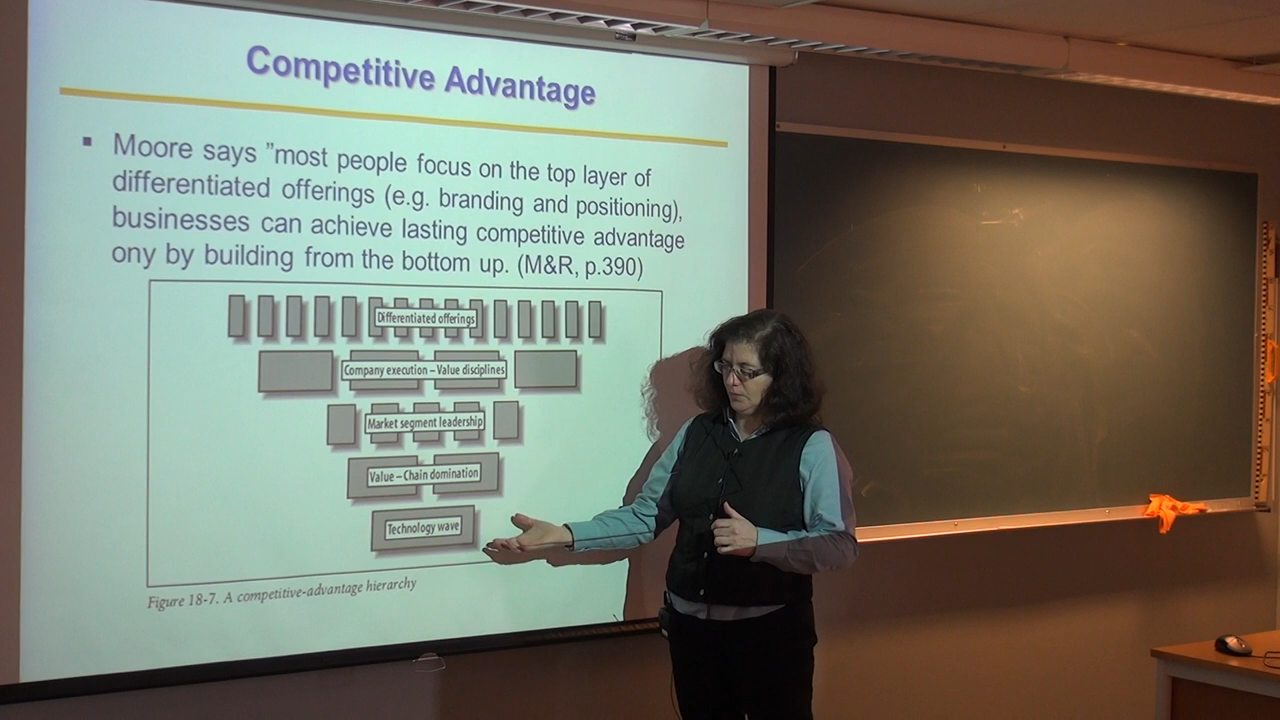 Competitive Advantage
▪ Moore says ”most people focus on the top layer of
differentiated offerings (e.g. branding and positioning),
businesses can achieve lasting competitive advantage
ony by building from the bottom up. (M&R, p.390)
Differentiated offerings
Company execution – Value disciplines
Market segment leadership
Value – Chain domination
Technology wave
Figure 18-7. A competitive-advantage hierarchy